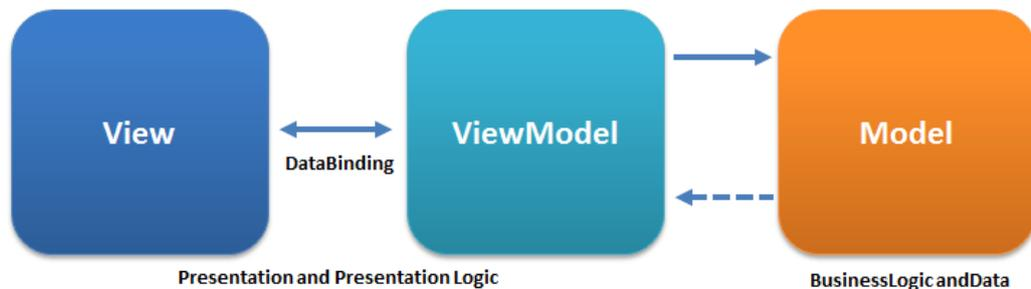 View
ViewModel
Model
DataBinding
Presentation and Presentation Logic
BusinessLogic andData